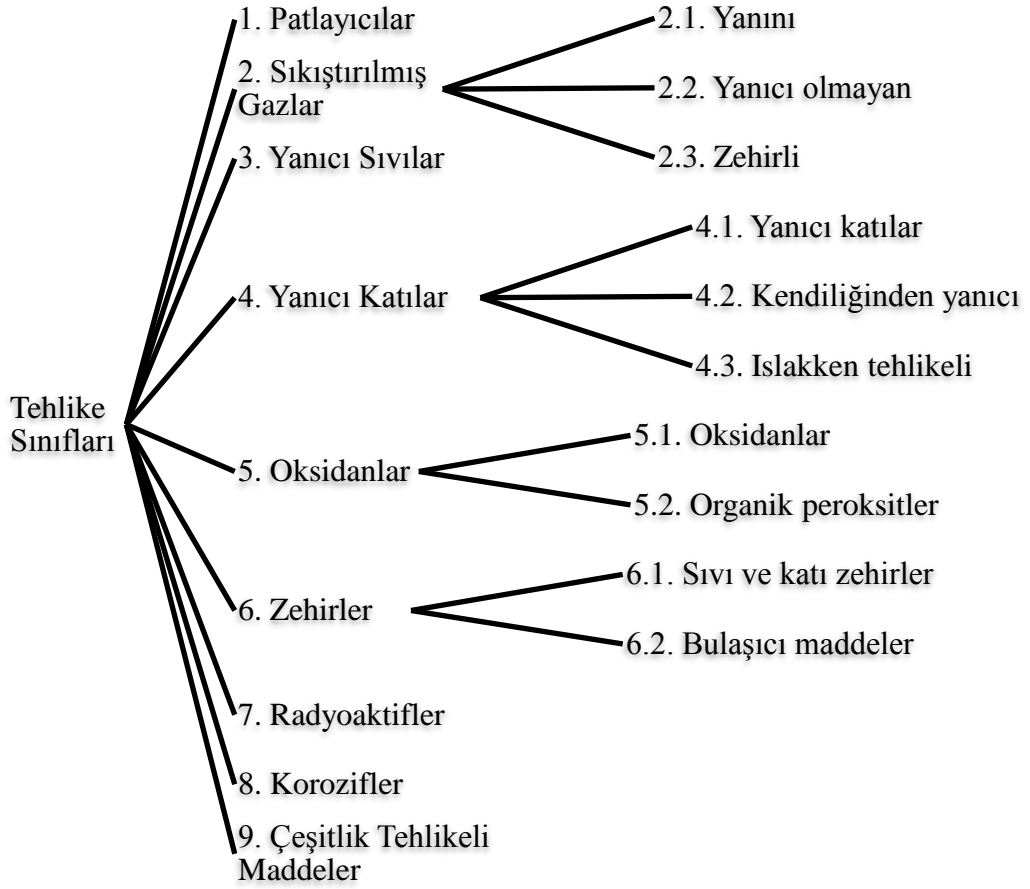 Tehlike
Sınıfları
1. Patlayıcılar
2. Sıkıştırılmış
Gazlar
2.1. Yanını
2.2. Yanıcı olmayan
2.3. Zehirli
3. Yanıcı Sıvılar
4. Yanıcı Katılar
4.1. Yanıcı katılar
4.2. Kendiliğinden yanıcı
4.3. Islakken tehlikeli
5. Oksidanlar
5.1. Oksidanlar
5.2. Organik peroksitler
6. Zehirler
6.1. Sıvı ve katı zehirler
6.2. Bulaşıcı maddeler
7. Radyoaktifler
8. Korozifler
9. Çeşitlik Tehlikeli
Maddeler